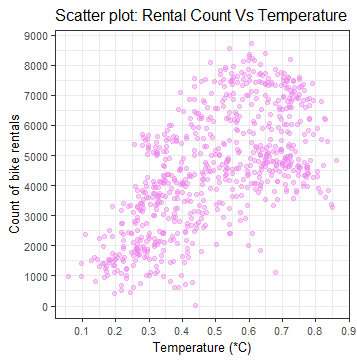 Scatter plot: Rental Count Vs Temperature
9000
8000
7000
6000
5000
4000
3000
2000
1000
0
Count of bike rentals
0.1 0.2 0.3 0.4 0.5 0.6 0.7 0.8 0.9
Temperature (*C)